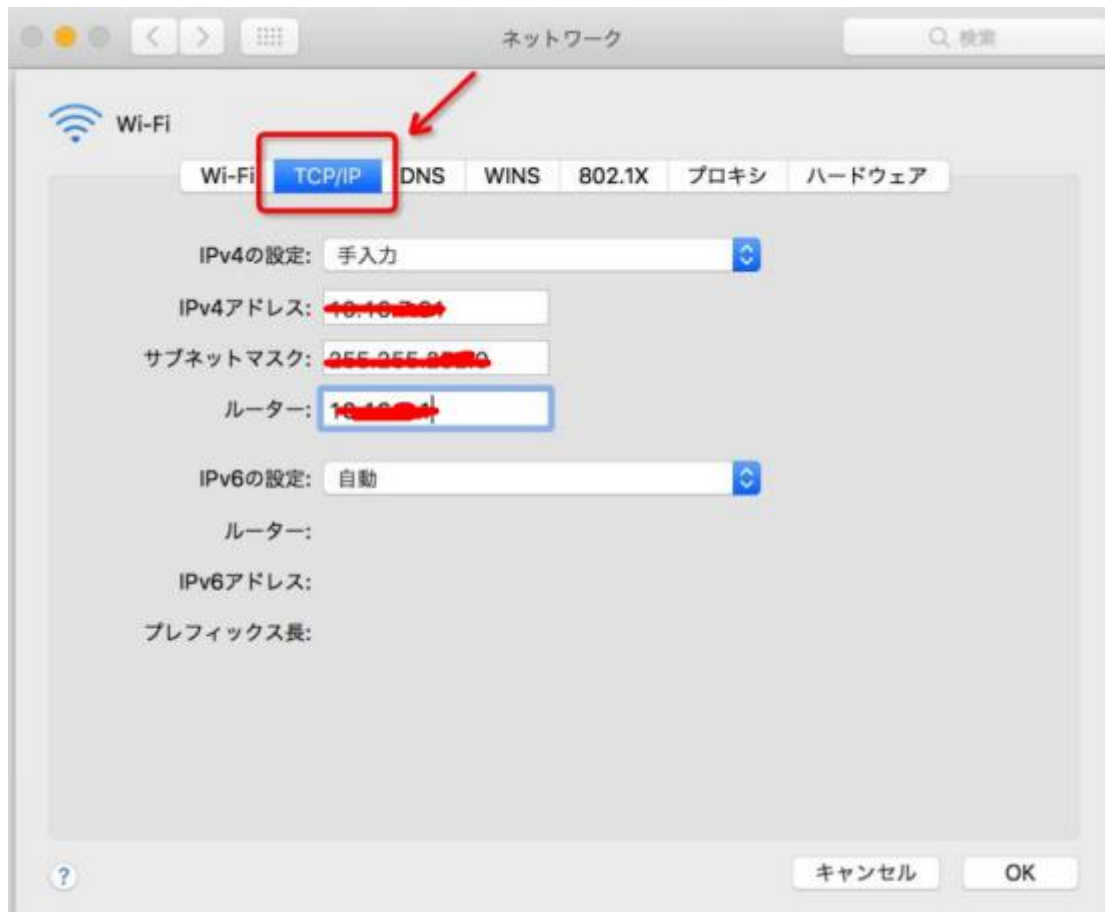 ネットワーク 検索
Wi-Fi
Wi-Fi TCP/IP DNS WINS 802.1X プロキシ ハードウェア
IPv4の設定: 手入力
IPv4アドレス:
サブネットマスク:
ルーター:
IPv6の設定: 自動
ルーター:
IPv6アドレス:
プレフィックス長:
? キャンセル OK